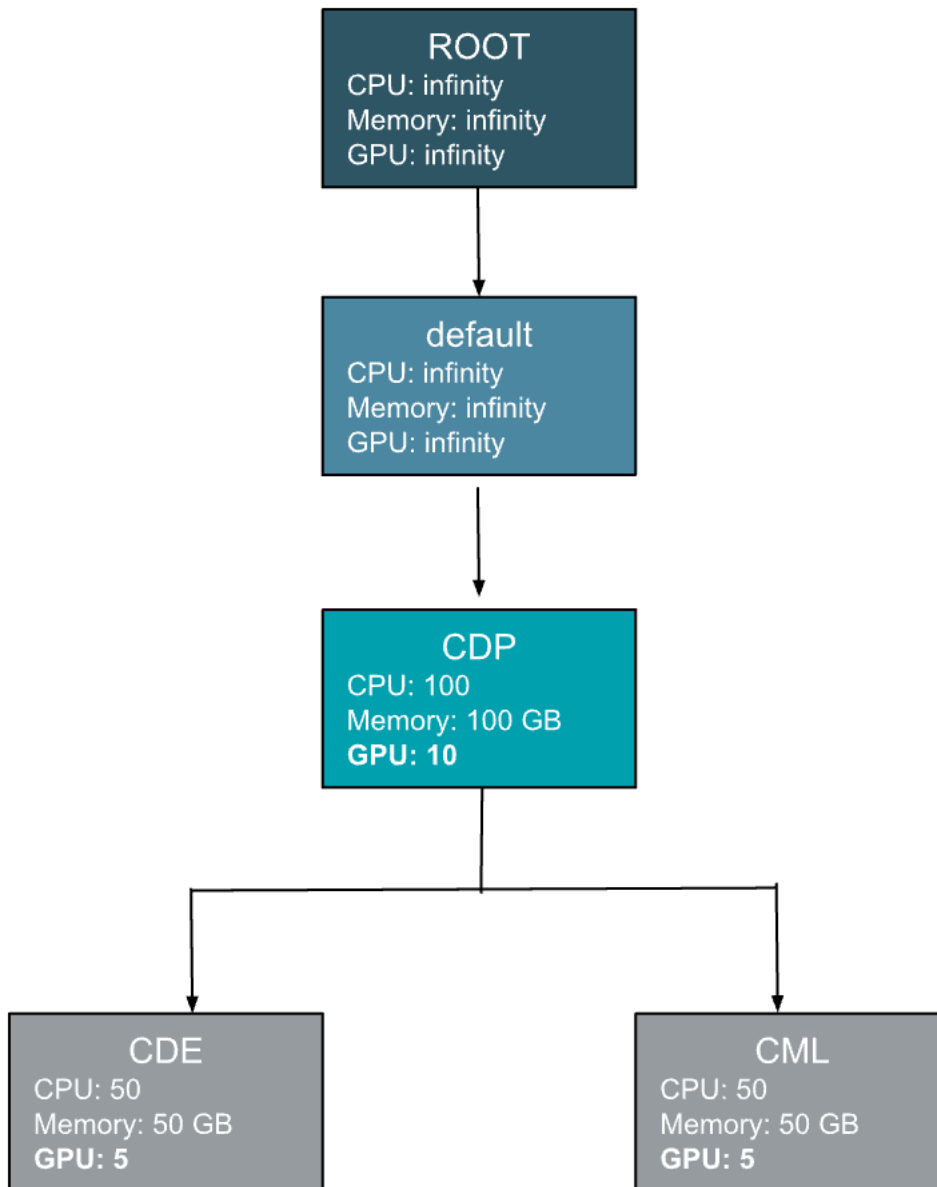 ROOT
CPU: infinity
Memory: infinity
GPU: infinity
default
CPU: infinity
Memory: infinity
GPU: infinity
CDP
CPU: 100
Memory: 100 GB
GPU: 10
CDE
CPU: 50
Memory: 50 GB
GPU: 5
CML
CPU: 50
Memory: 50 GB
GPU: 5